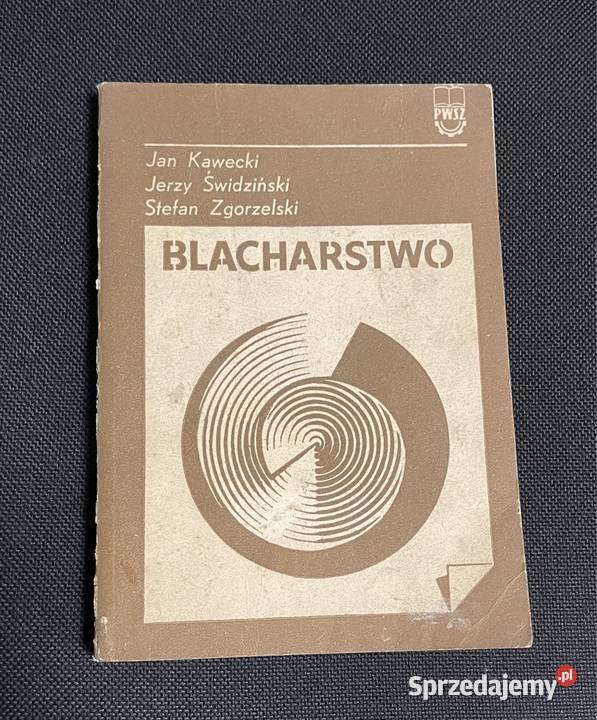 PWSZ
Jan Kawecki
Jerzy Świdziński
Stefan Zgorzelski
BLACHARSTWO
Sprzedajemy.pl